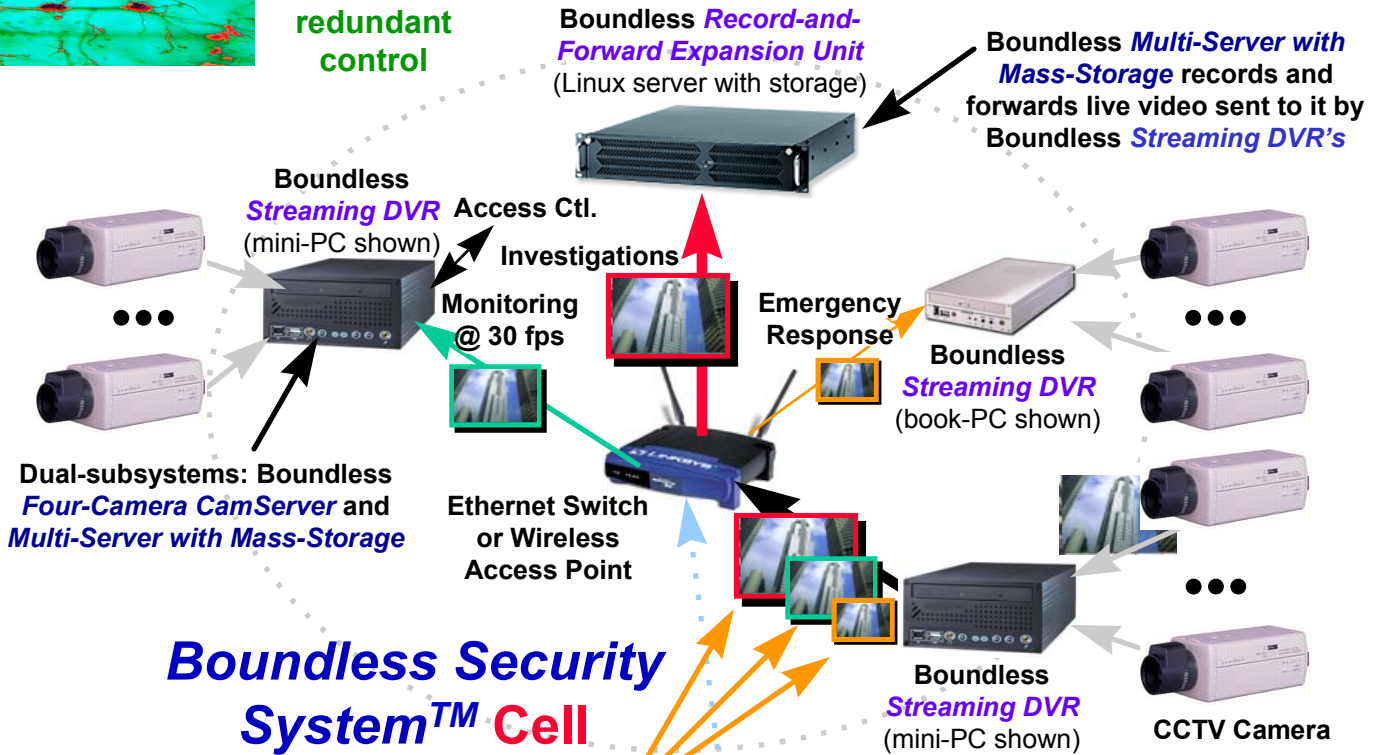 redundant
control
Boundless Record-and-
Forward Expansion Unit
(Linux server with storage)
Boundless Multi-Server with
Mass-Storage records and
forwards live video sent to it by
Boundless Streaming DVR's
Boundless
Streaming DVR
(mini-PC shown)
Access Ctl.
Investigations
Monitoring
@ 30 fps
Emergency
Response
Boundless
Streaming DVR
(book-PC shown)
LINKSYS
Dual-subsystems: Boundless
Four-Camera CamServer and
Multi-Server with Mass-Storage
Ethernet Switch
or Wireless
Access Point
Boundless Security
System™ Cell
Boundless
Streaming DVR
(mini-PC shown)
CCTV Camera